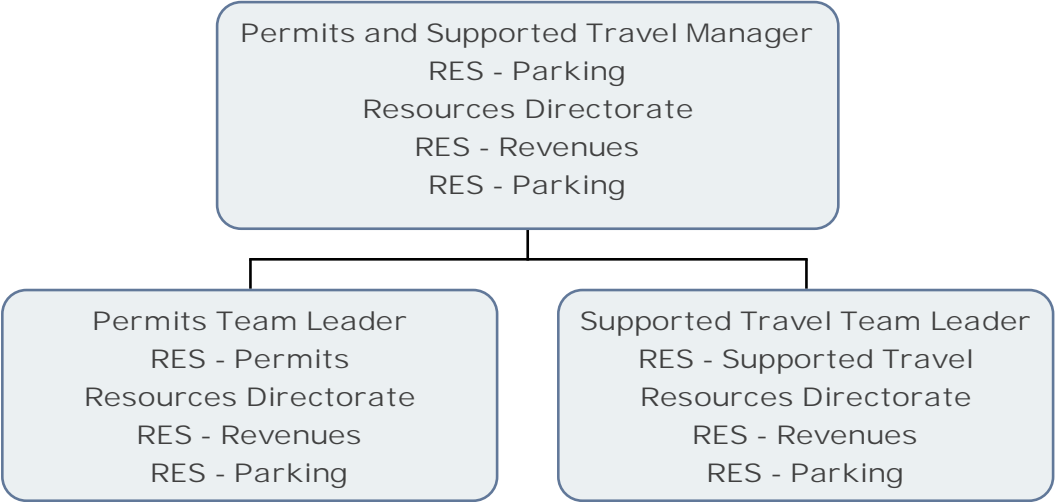 Permits and Supported Travel Manager
RES - Parking
Resources Directorate
RES - Revenues
RES - Parking
Permits Team Leader
RES - Permits
Resources Directorate
RES - Revenues
RES - Parking
Supported Travel Team Leader
RES - Supported Travel
Resources Directorate
RES - Revenues
RES - Parking